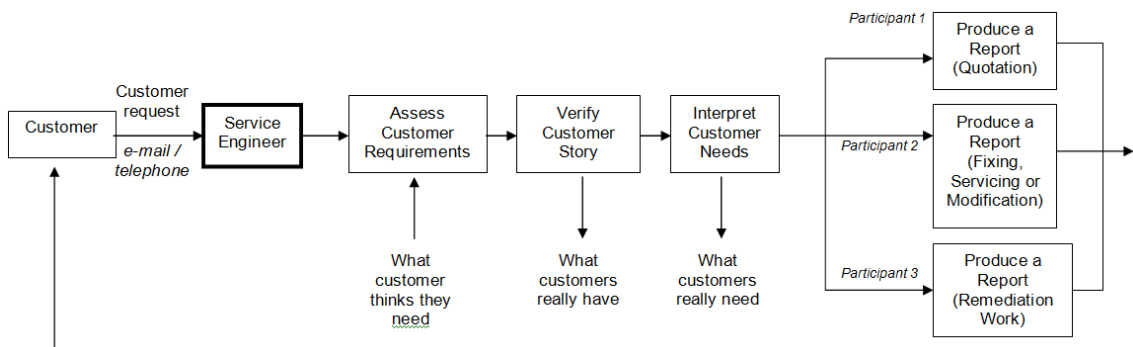 Customer
Customer
request
e-mail /
telephone
Service
Engineer
Assess
Customer
Requirements
What
customer
thinks they
need
Verify
Customer
Story
What
customers
really have
Interpret
Customer
Needs
What
customers
really need
Participant 1
Produce a
Report
(Quotation)
Participant 2
Produce a
Report
(Fixing,
Servicing or
Modification)
Participant 3
Produce a
Report
(Remediation
Work)